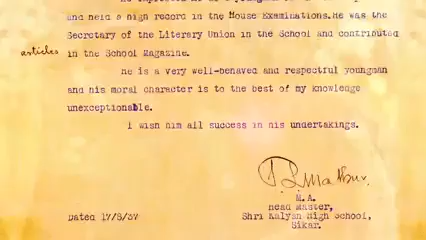 and held a high record in the House Examinations.He was the
Secretary of the Literary Union in the School and contributed
articles
in the School Magazine.
He is a very well-behaved and respectful youngman
and his moral character is to the best of my knowledge
unexceptionable.
I wish him all success in his undertakings.
M.A.
Head Master,
Dated 17/8/37
Shri Kalyan High School,
Sikar.